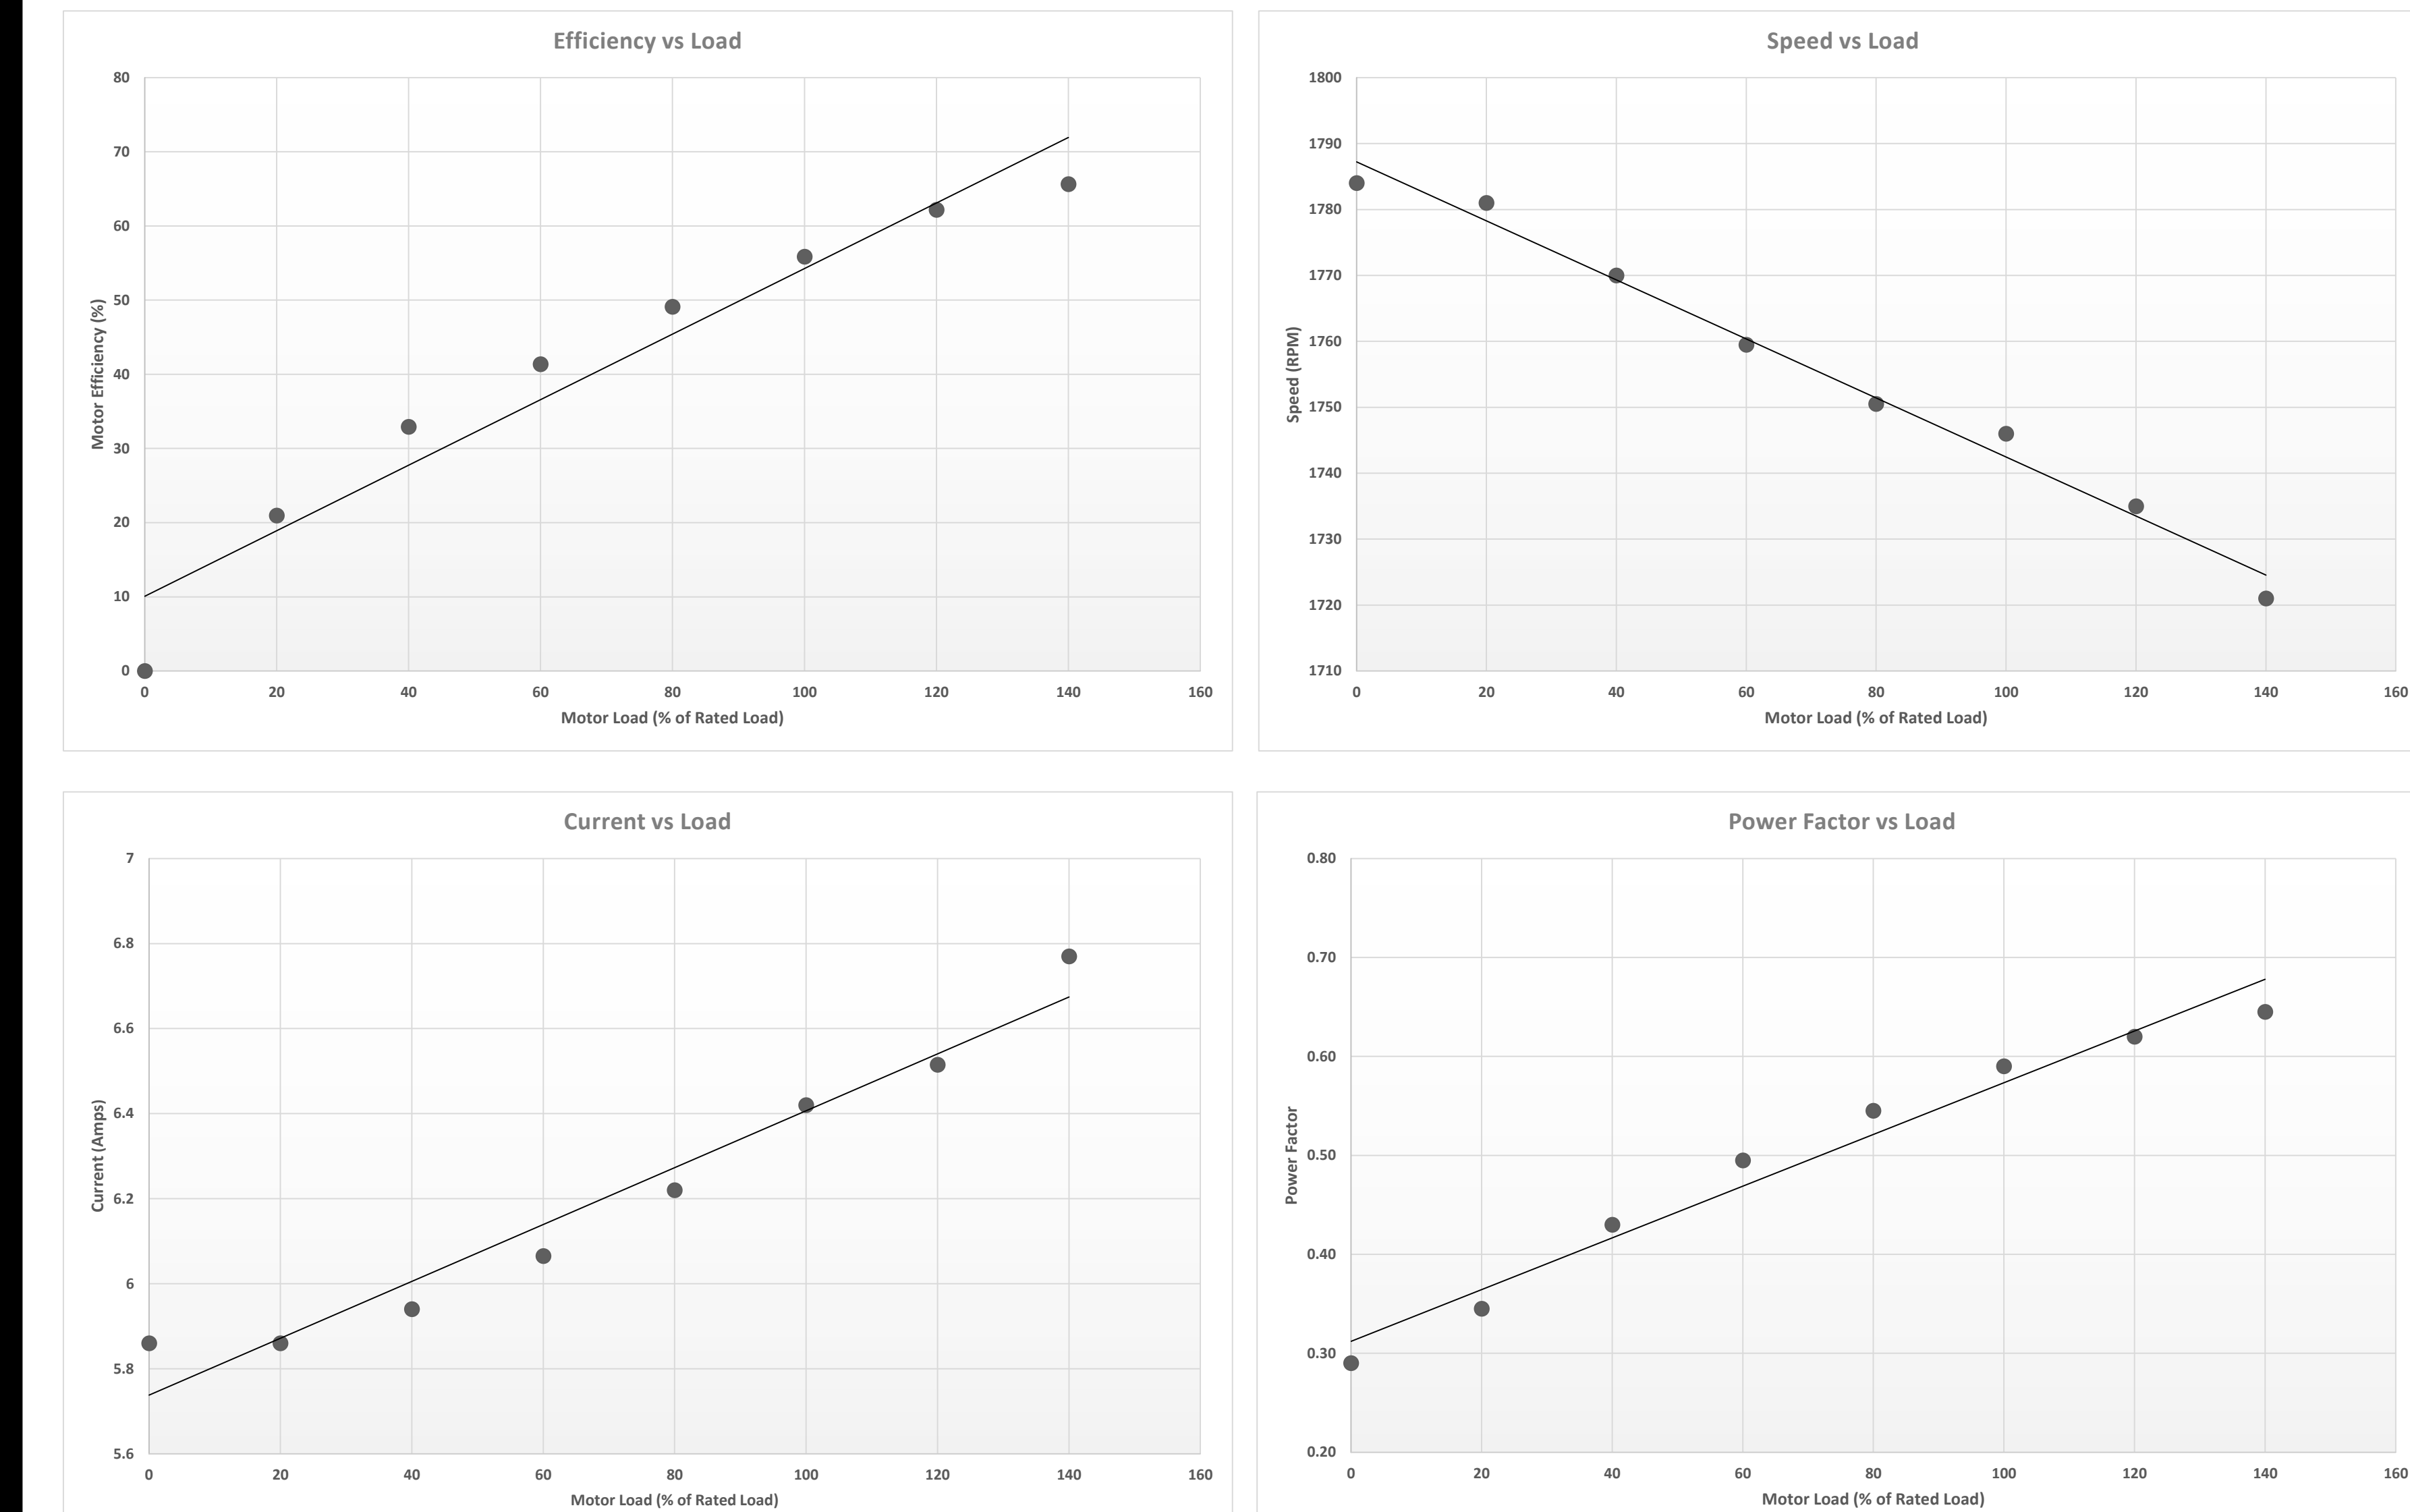 Efficiency vs Load
80
70
60
50
40
30
20
10
0
Motor Efficiency (%)
0 20 40 60 80 100 120 140 160
Motor Load (% of Rated Load)
Speed vs Load
1800
1790
1780
1770
1760
1750
1740
1730
1720
1710
Speed (RPM)
0 20 40 60 80 100 120 140 160
Motor Load (% of Rated Load)
Current vs Load
7
6.8
6.6
6.4
6.2
6
5.8
5.6
Current (Amps)
0 20 40 60 80 100 120 140 160
Motor Load (% of Rated Load)
Power Factor vs Load
0.80
0.70
0.60
0.50
0.40
0.30
0.20
Power Factor
0 20 40 60 80 100 120 140 160
Motor Load (% of Rated Load)